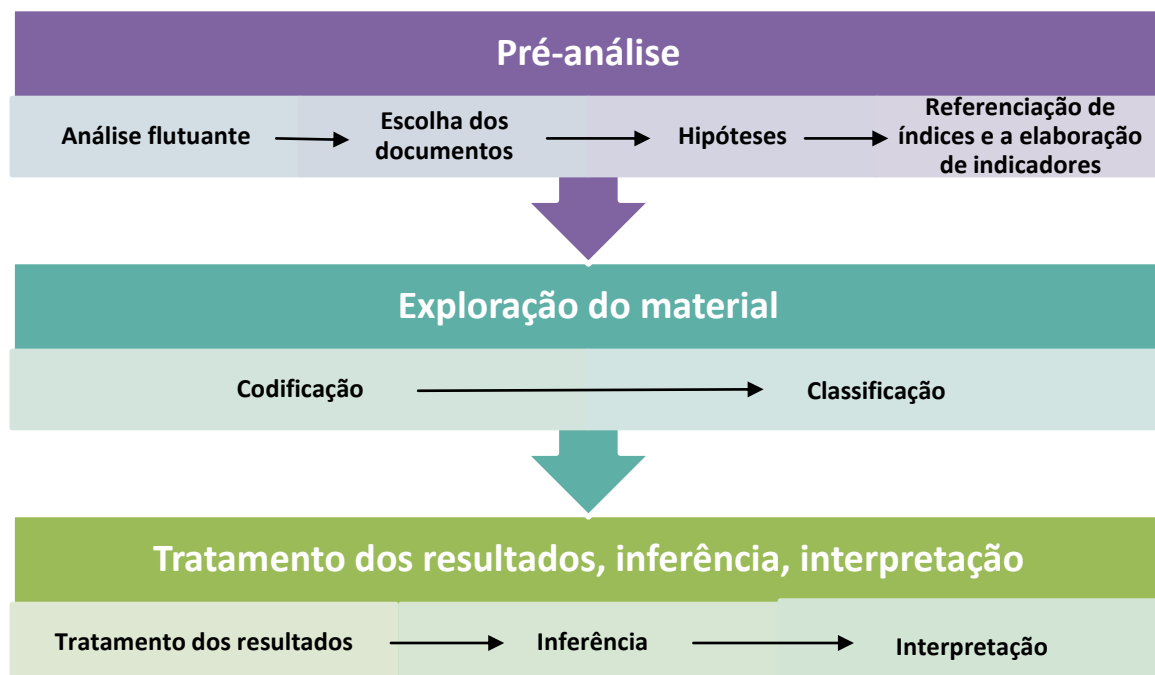 Pré-análise
Análise flutuante
Escolha dos
documentos
Hipóteses
Referenciação de
índices e a elaboração
de indicadores
Exploração do material
Codificação
Classificação
Tratamento dos resultados, inferência, interpretação
Tratamento dos resultados
Inferência
Interpretação